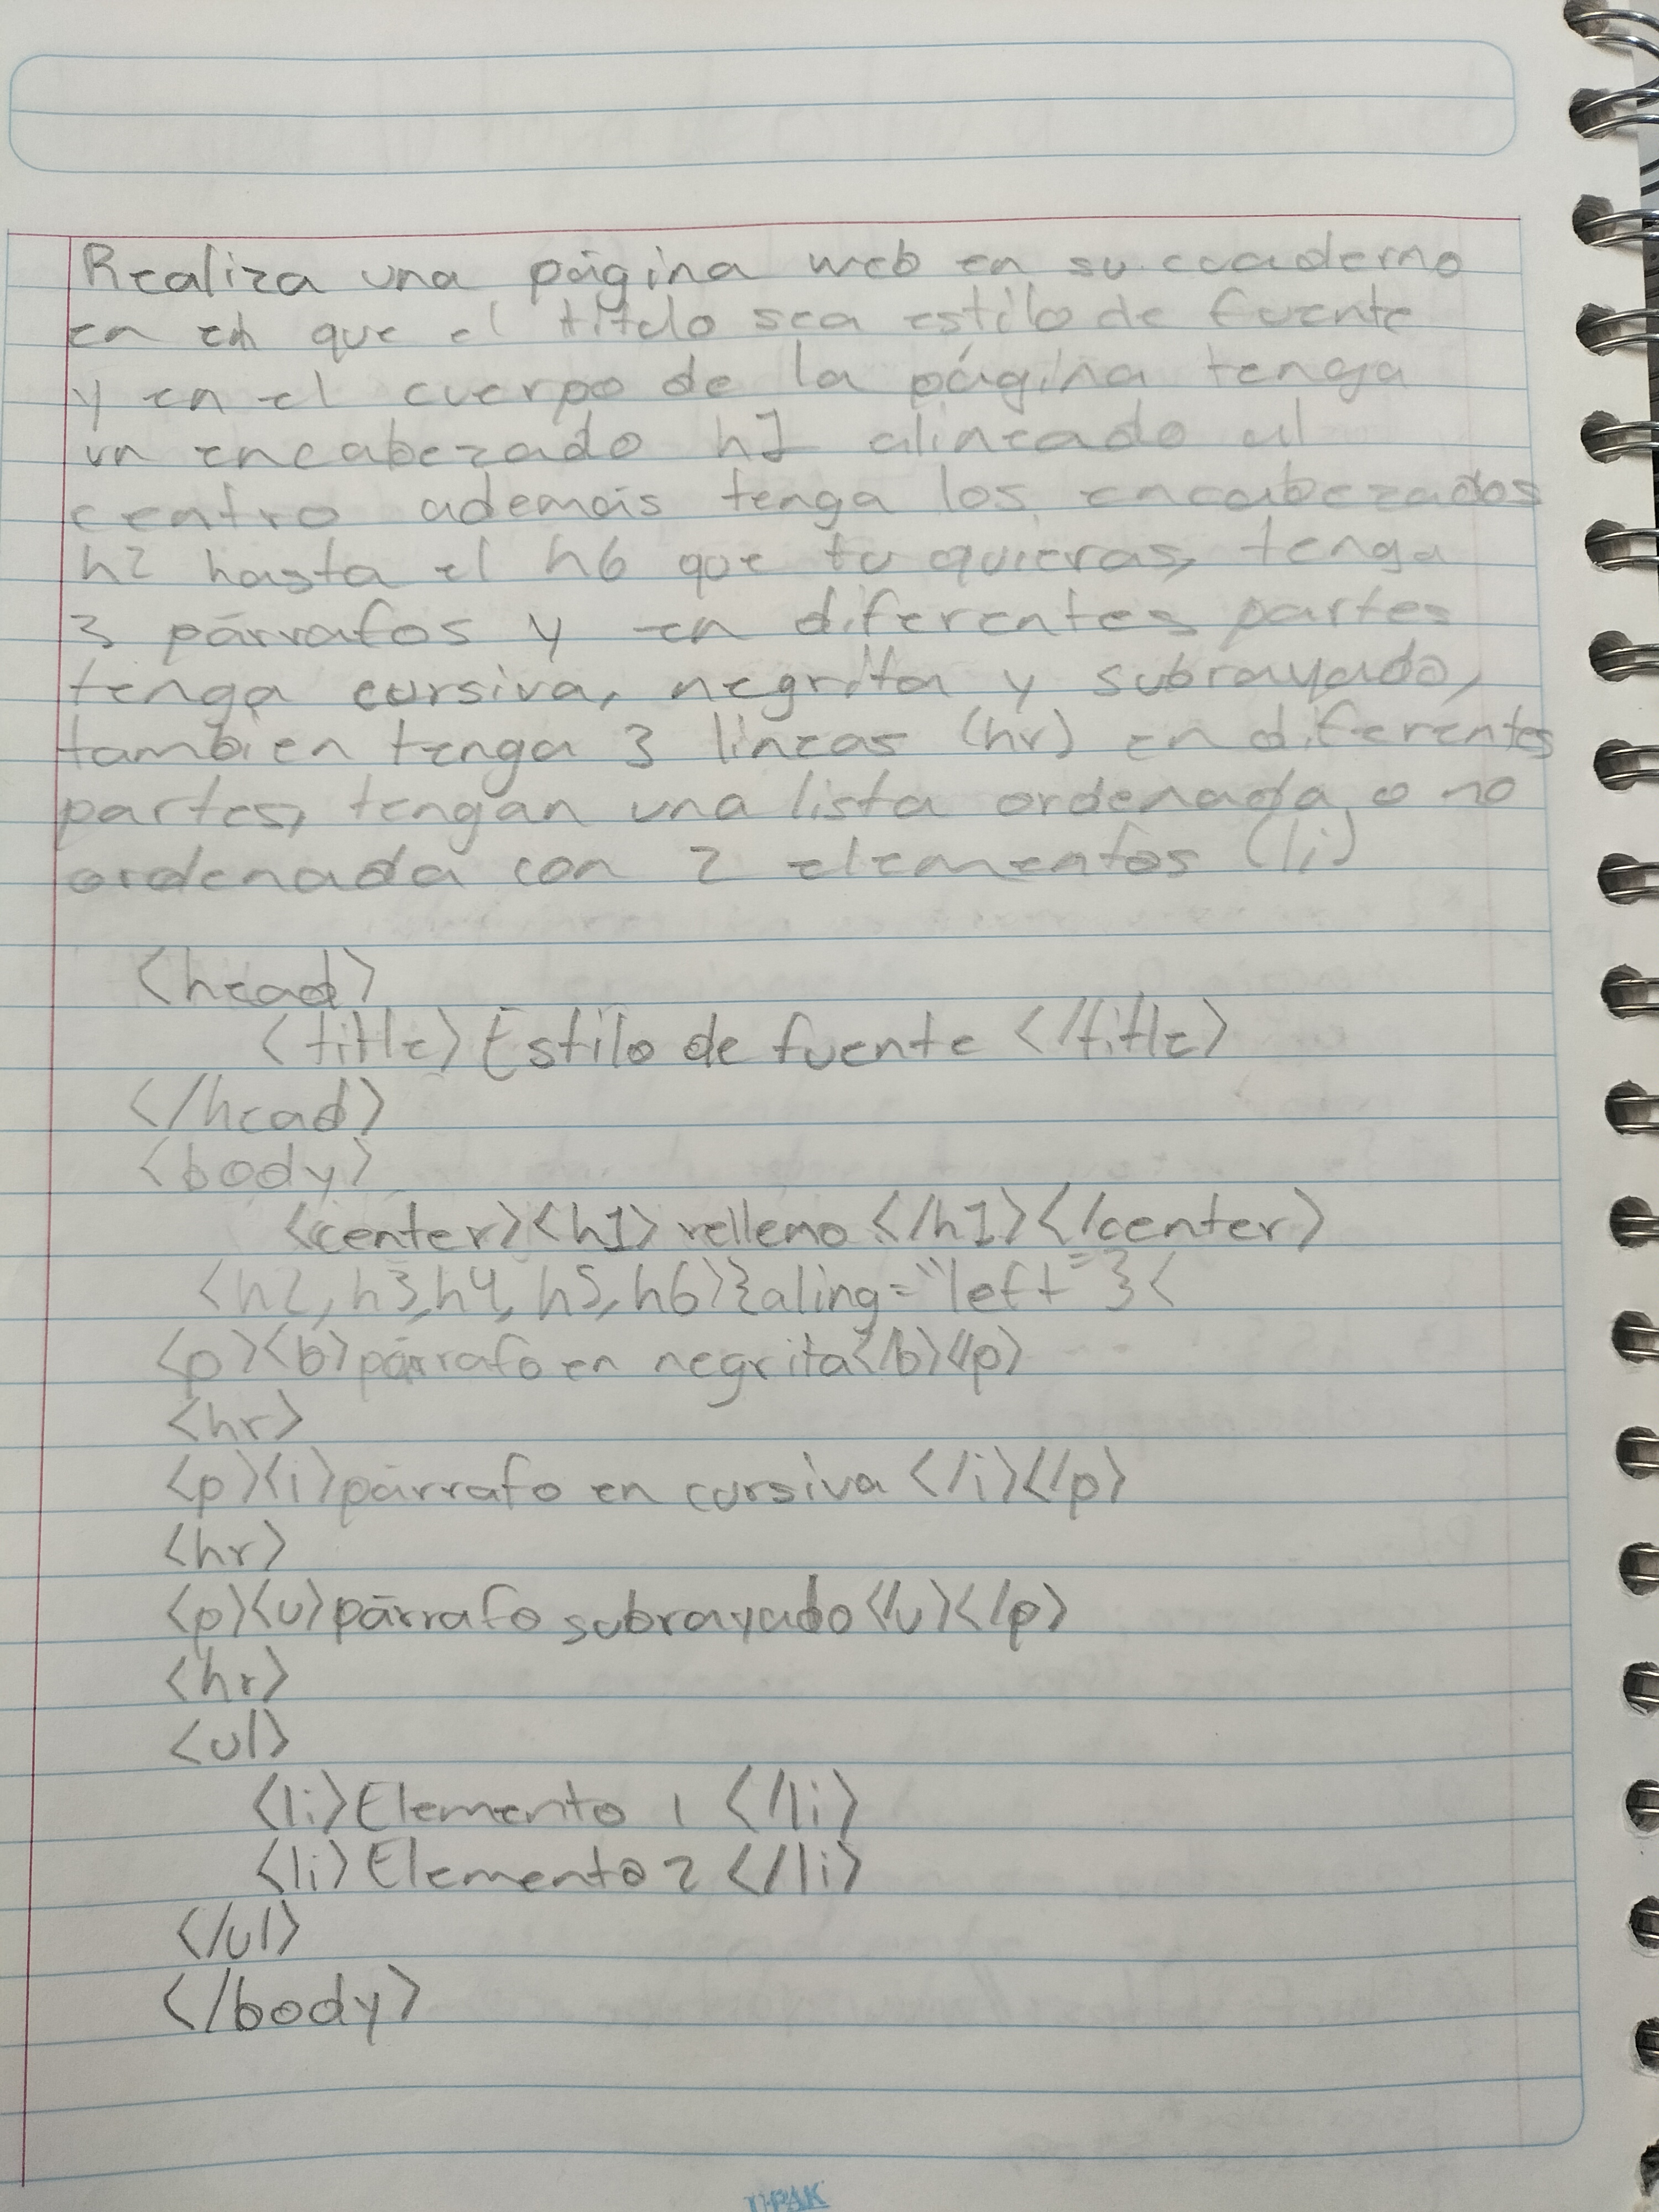 Realiza una página web en su cuaderno
en en que el titulo sea estilo de fuente
y en el cuerpo de la página tenga
un encabezado h1 alineado al
centro además tenga los encabezados
h2 hasta el h6 que tu quieras, tenga
3 párrafos y en diferentes partes
tenga cursiva, negrita y subrayado,
tambien tenga 3 lineas (hr) en diferentes
partes, tengan una lista ordenada o no
ordenada con 2 elementos (li)
<head>
<title> Estilo de fuente </title>
</head>
<body>
<center><h1> relleno </h1></center>
<h2, h3, h4, h5, h6>{aling="left"}<
<p><b>párrafo en negrita</b></p>
<hr>
<p><i>párrafo en cursiva </i></p>
<hr>
<p><u>párrafo subrayado</u></p>
<hr>
<ul>
<li>Elemento 1 </li>
<li>Elemento 2 </li>
</ul>
</body>
U-PAK